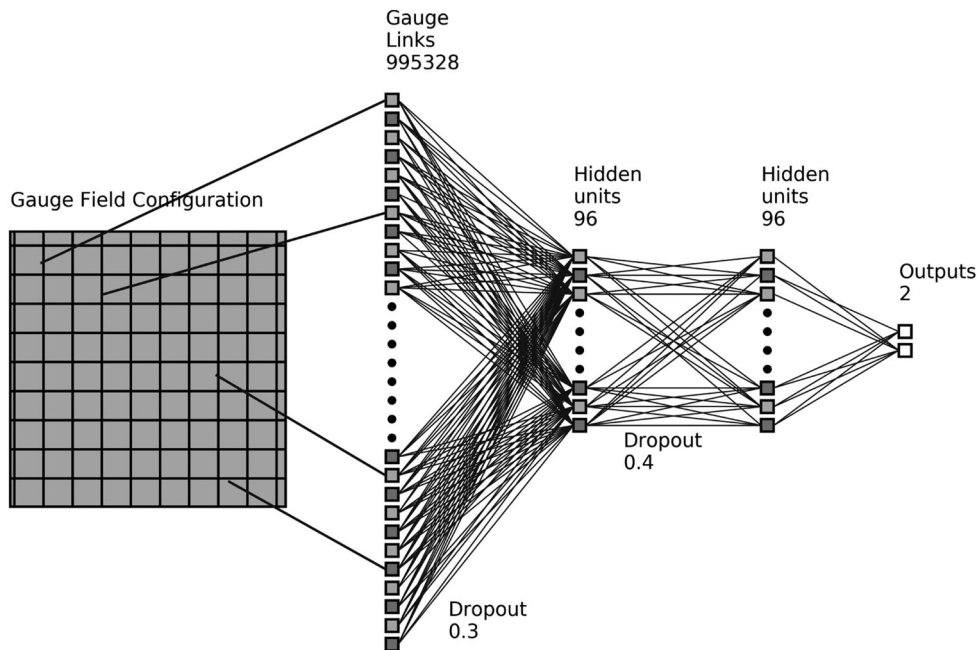 Gauge
Links
995328
Gauge Field Configuration
Hidden
units
96
Hidden
units
96
Outputs
2
Dropout
0.4
Dropout
0.3